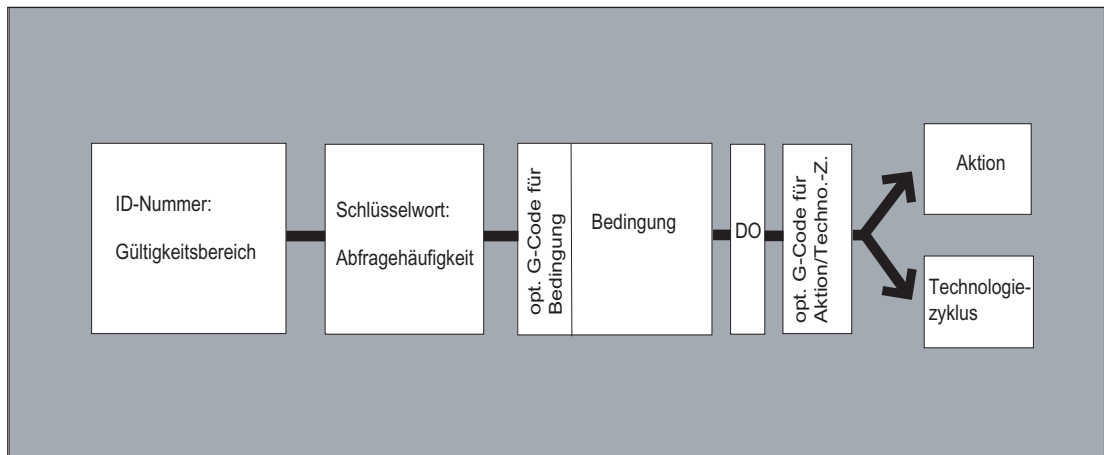 ID-Nummer:
Gültigkeitsbereich
Schlüsselwort:
Abfragehäufigkeit
opt. G-Code für
Bedingung
Bedingung
DO
opt. G-Code für
Aktion/Techno.-Z.
Aktion
Technologie-
zyklus